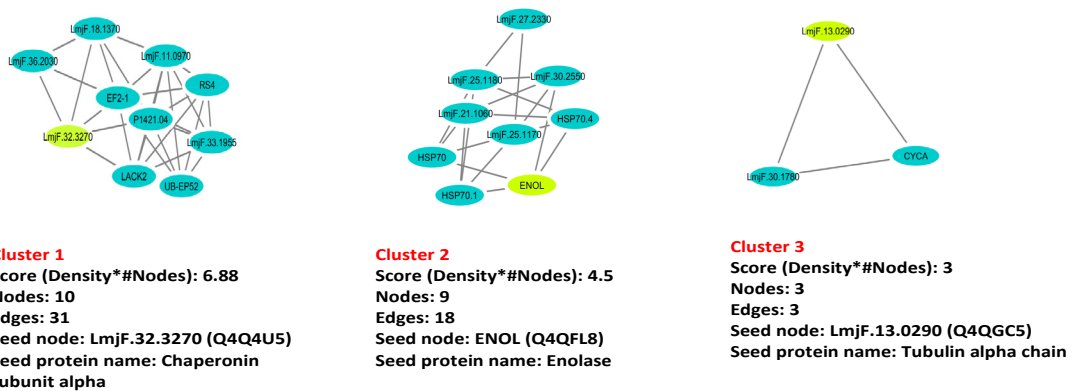 LmjF.18.1370
LmjF.36.2030
LmjF.11.0970
RS4
EF2-1
P1421.04
LmjF.32.3270
LmjF.33.1955
LACK2
UB-EP52
LmjF.27.2330
LmjF.25.1180
LmjF.30.2550
LmjF.21.1060
HSP70.4
LmjF.25.1170
HSP70
HSP70.1
ENOL
LmjF.13.0290
CYCA
LmjF.30.1780
Cluster 1
core (Density*#Nodes): 6.88
Nodes: 10
dges: 31
eed node: LmjF.32.3270 (Q4Q4U5)
eed protein name: Chaperonin
ubunit alpha
Cluster 2
Score (Density*#Nodes): 4.5
Nodes: 9
Edges: 18
Seed node: ENOL (Q4QFL8)
Seed protein name: Enolase
Cluster 3
Score (Density*#Nodes): 3
Nodes: 3
Edges: 3
Seed node: LmjF.13.0290 (Q4QGC5)
Seed protein name: Tubulin alpha chain